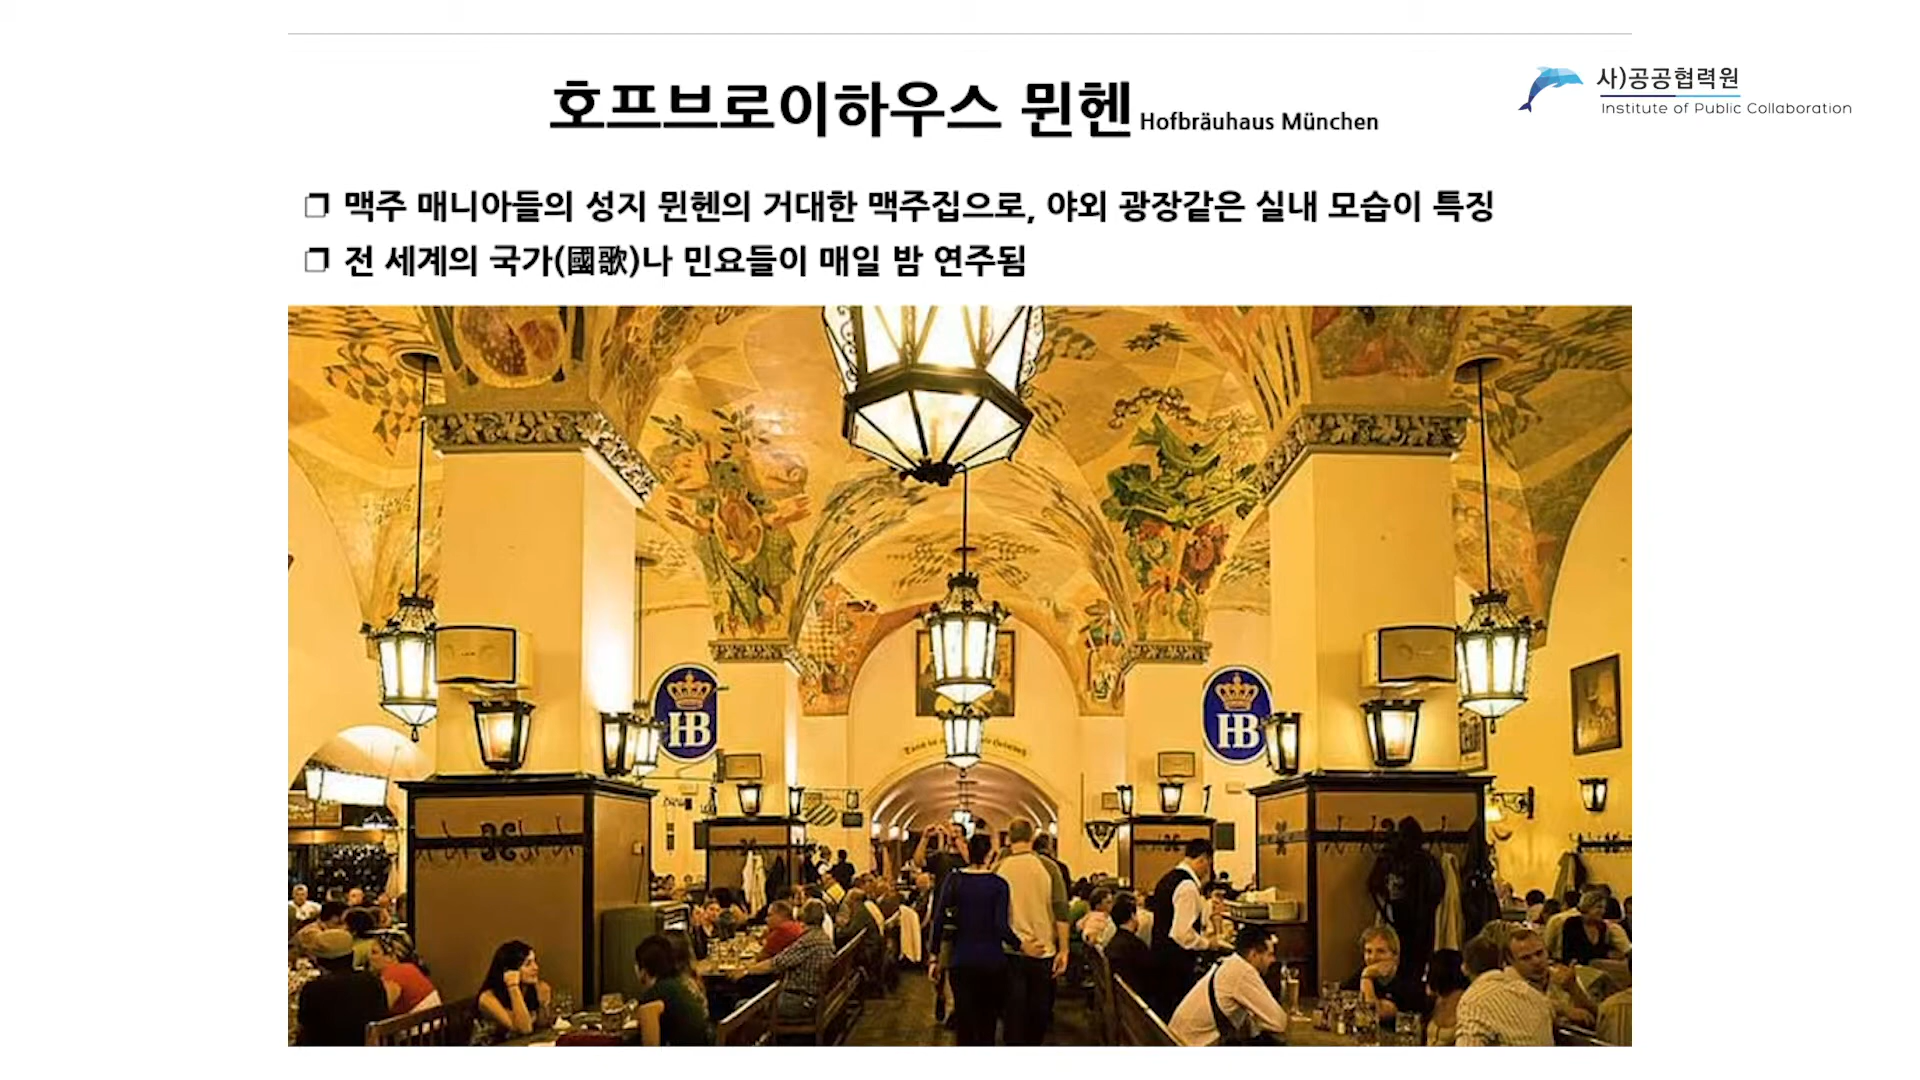 호프브로이하우스 뮌헨 Hofbräuhaus München
사)공공협력원
Institute of Public Collaboration
❐ 맥주 매니아들의 성지 뮌헨의 거대한 맥주집으로, 야외 광장같은 실내 모습이 특징
❐ 전 세계의 국가(國歌)나 민요들이 매일 밤 연주됨
HB
HB